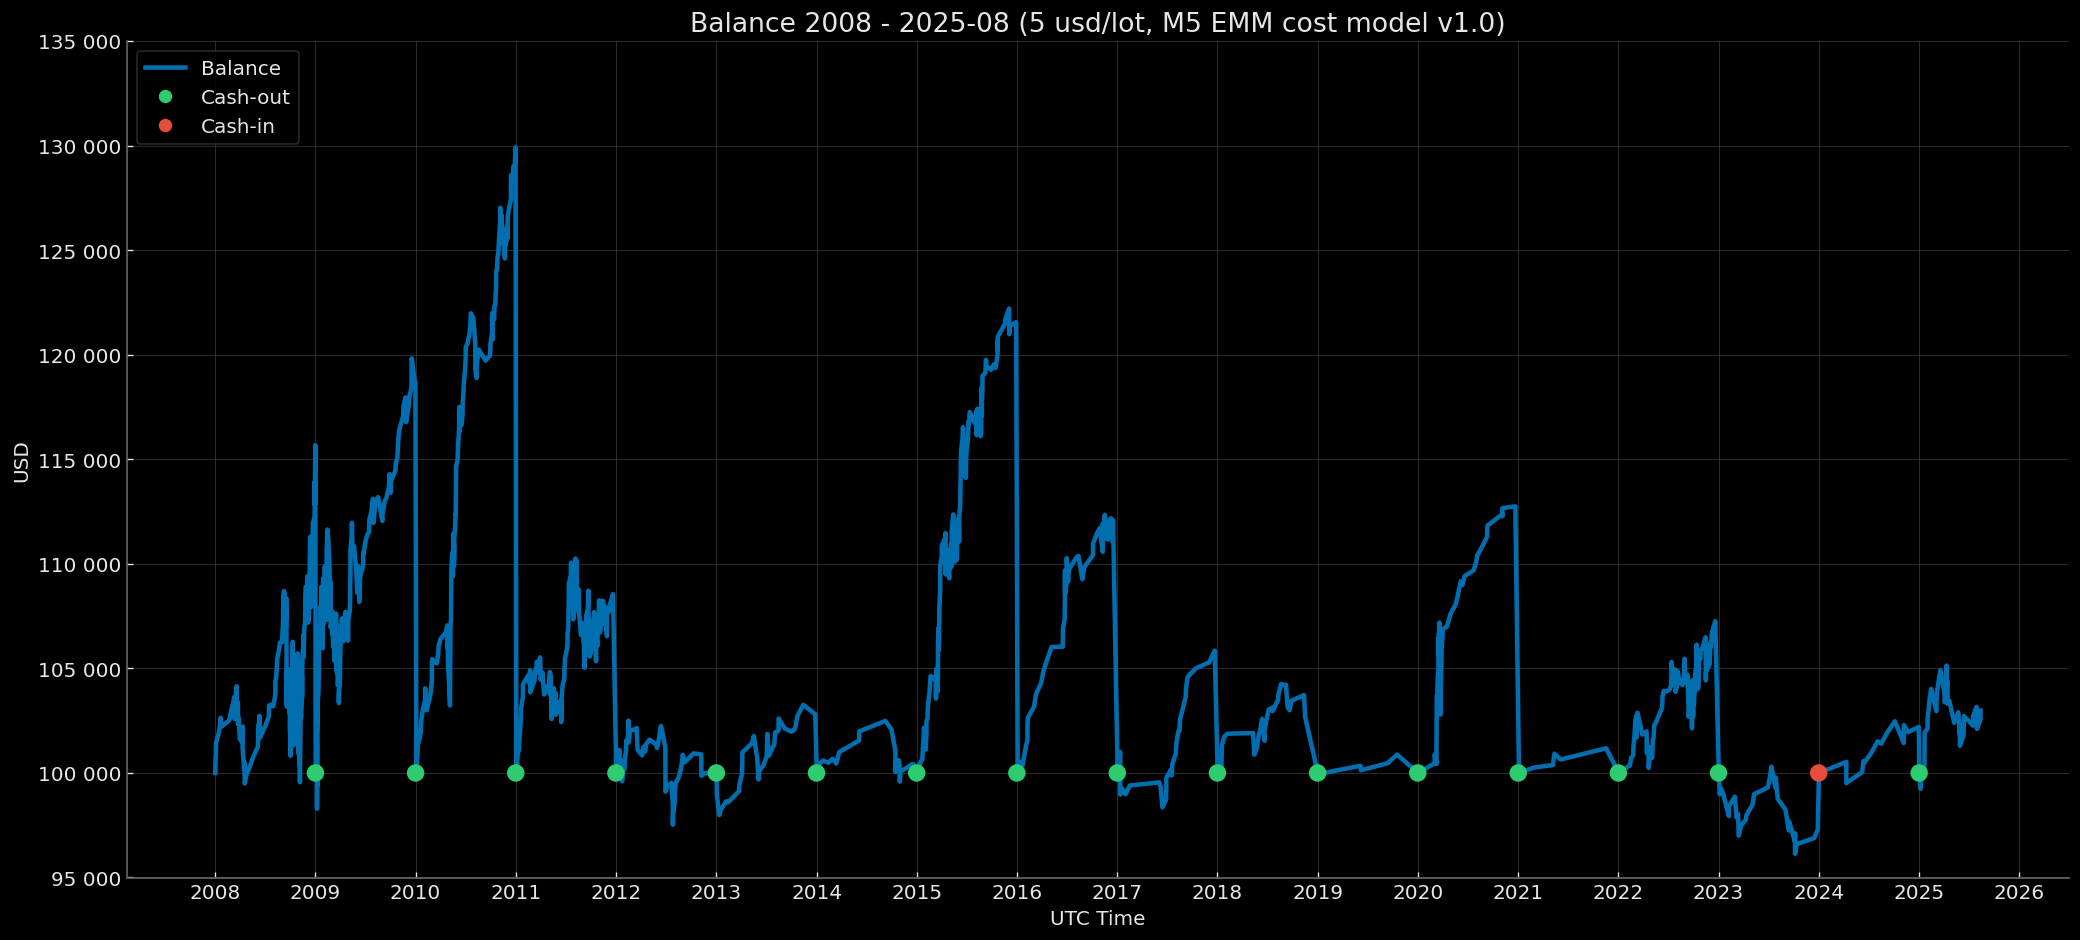 Balance 2008 - 2025-08 (5 usd/lot, M5 EMM cost model v1.0)
Balance
Cash-out
Cash-in
USD
135 000
130 000
125 000
120 000
115 000
110 000
105 000
100 000
95 000
2008 2009 2010 2011 2012 2013 2014 2015 2016 2017 2018 2019 2020 2021 2022 2023 2024 2025 2026
UTC Time